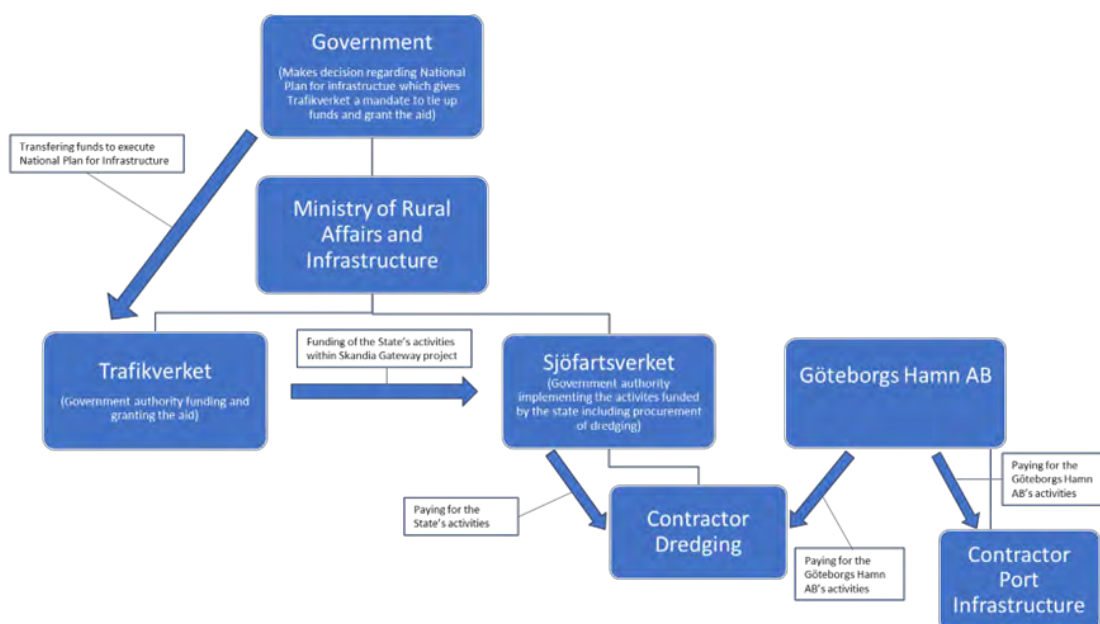 Government
(Makes decision regarding National
Plan for infrastructue which gives
Trafikverket a mandate to tie up
funds and grant the aid)
Transfering funds to execute
National Plan for Infrastructure
Ministry of Rural
Affairs and
Infrastructure
Funding of the State's activities
within Skandia Gateway project
Trafikverket
(Government authority funding and
granting the aid)
Sjöfartsverket
(Government authority
implementing the activites funded
by the state including procurement
of dredging)
Göteborgs Hamn AB
Paying for the
Göteborgs Hamn
AB's activities
Paying for the
State's activities
Contractor
Dredging
Paying for the
Göteborgs Hamn
AB's activities
Contractor
Port
Infrastructure